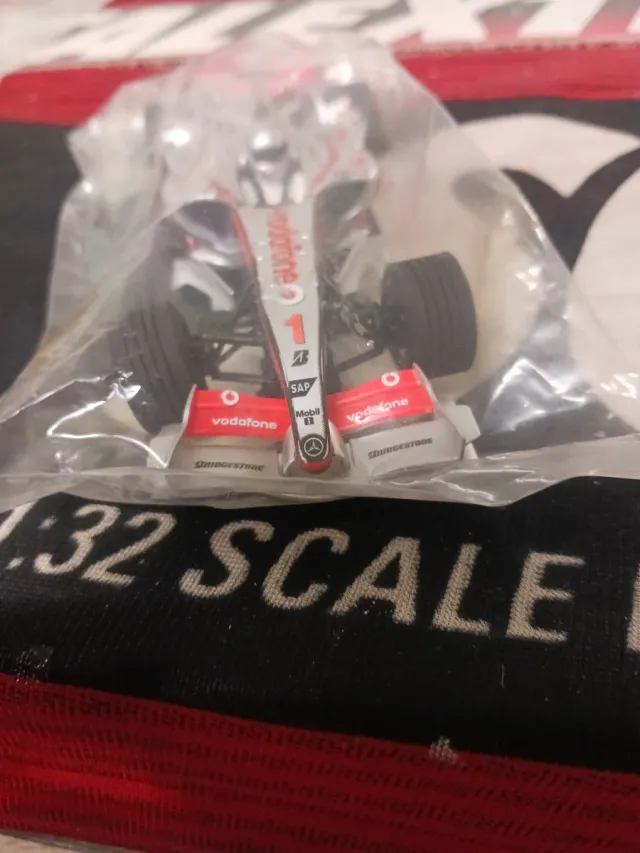 vodafone
1
SAP
Mobil
1
vodafone
vodafone
BRIDGESTONE
BRIDGESTONE
1:32 SCALE